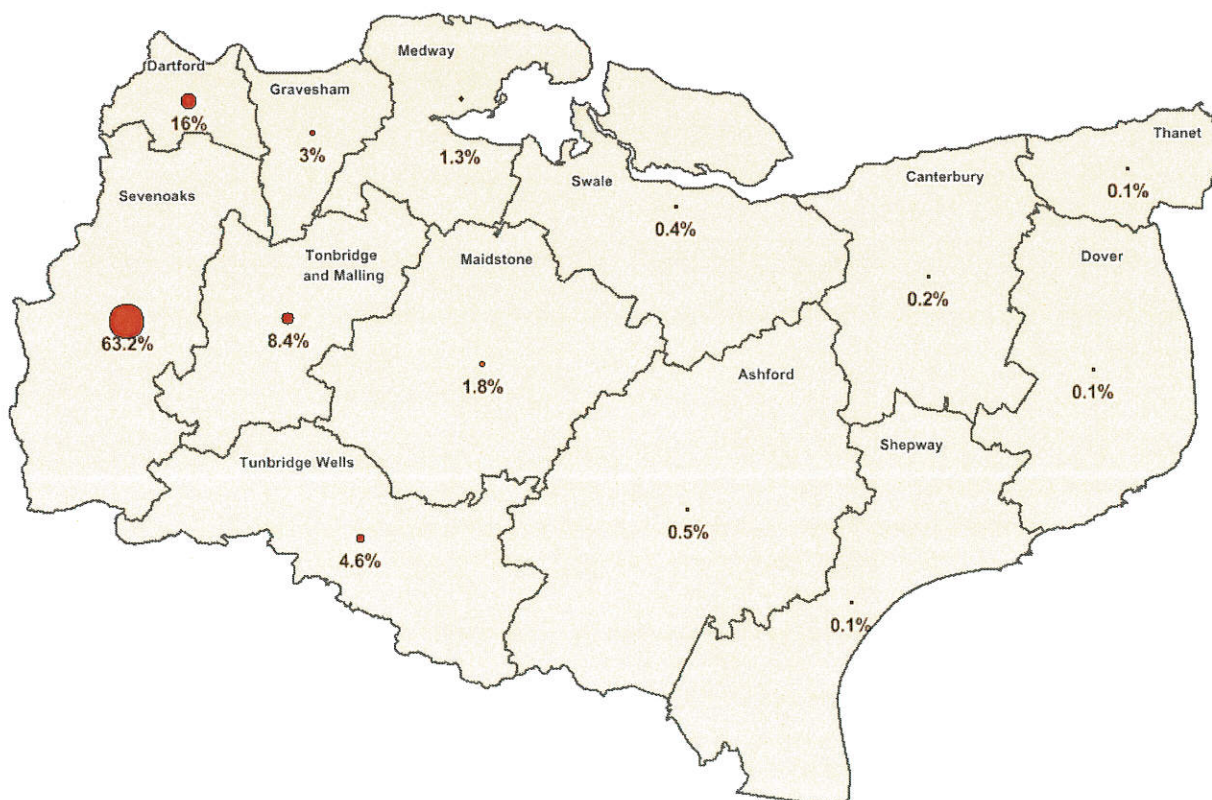 Medway
Dartford
Gravesham
16%
3%
1.3%
Thanet
0.1%
Sevenoaks
Swale
0.4%
Canterbury
0.2%
Tonbridge
and Malling
8.4%
Maidstone
1.8%
Dover
0.1%
63.2%
Ashford
0.5%
Shepway
0.1%
Tunbridge Wells
4.6%